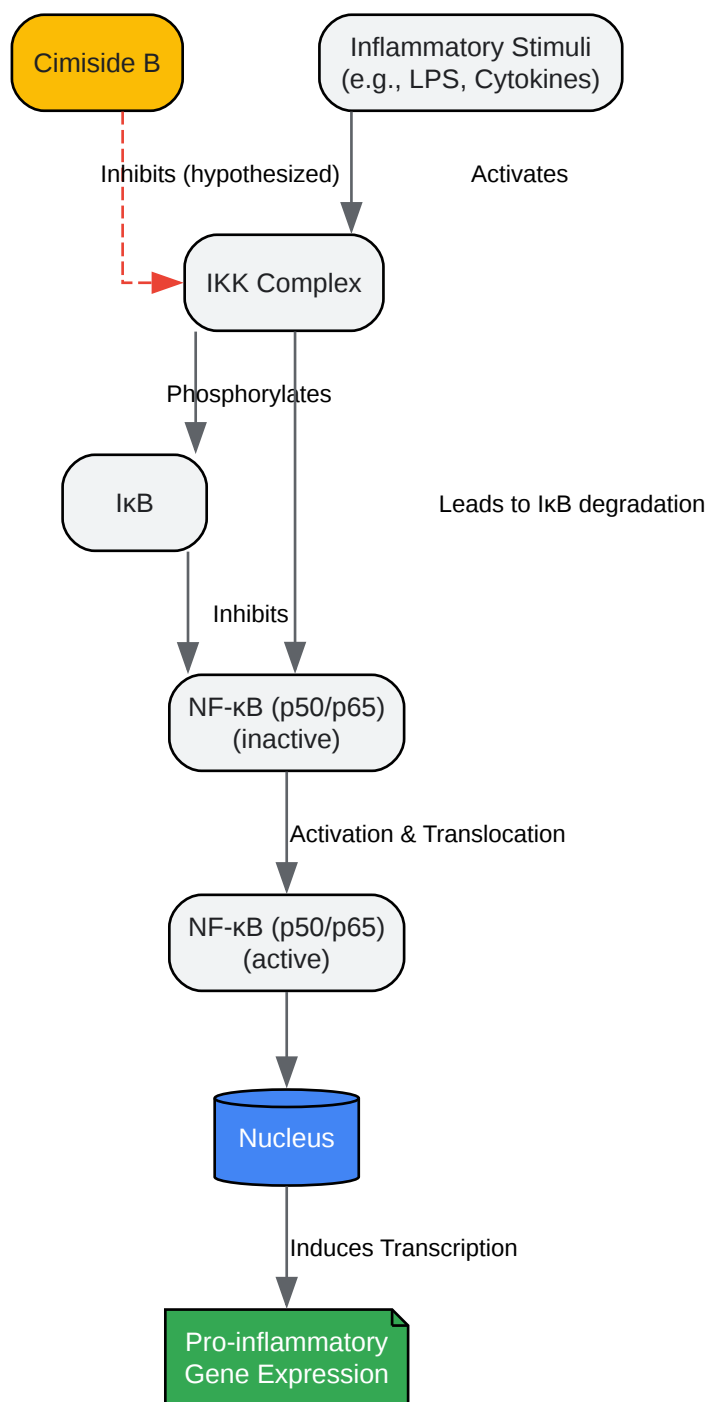 Cimiside B
Inflammatory Stimuli
(e.g., LPS, Cytokines)
Inhibits (hypothesized)
Activates
IKK Complex
Phosphorylates
IκB
Leads to IκB degradation
Inhibits
NF-κB (p50/p65)
(inactive)
Activation & Translocation
NF-κB (p50/p65)
(active)
Nucleus
Induces Transcription
Pro-inflammatory
Gene Expression